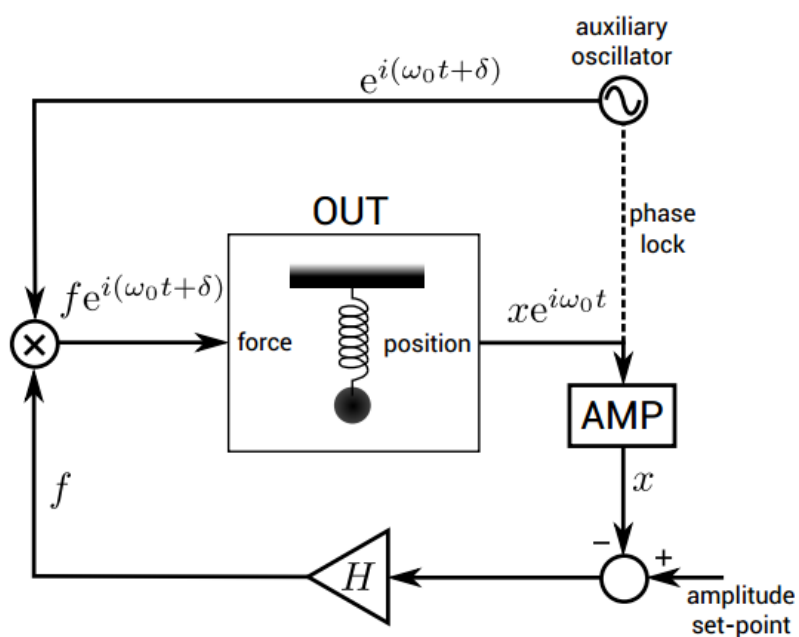 auxiliary
oscillator
e^{i(ω₀t+δ)}
phase
lock
OUT
fe^{i(ω₀t+δ)}
xe^{iω₀t}
×
force
position
AMP
f
x
−
+
H
amplitude
set-point